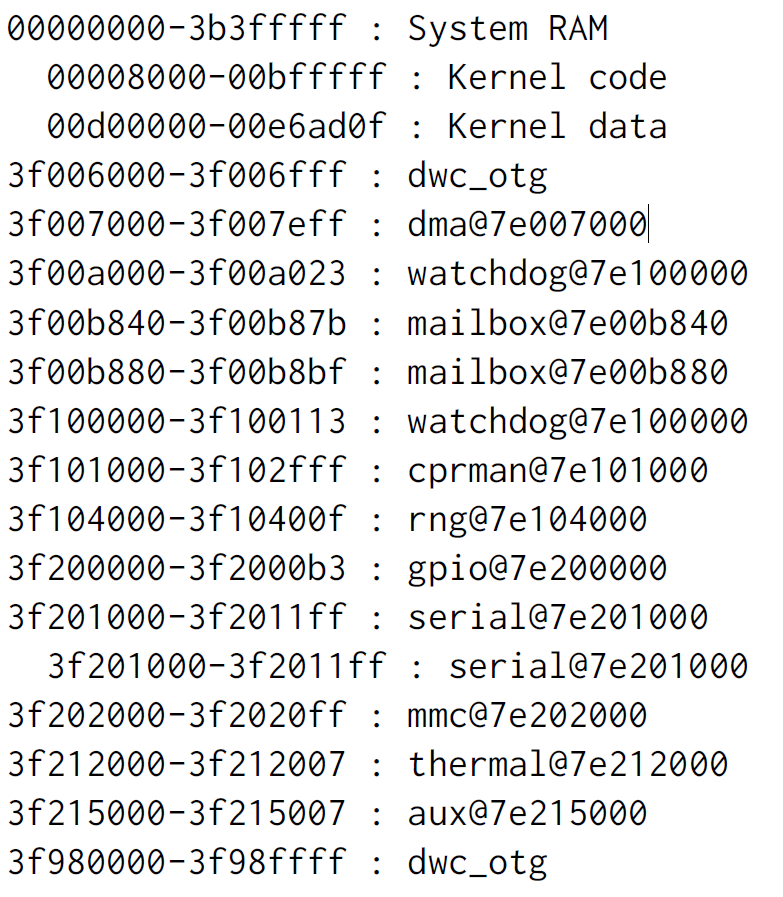 00000000-3b3fffff : System RAM
  00008000-00bfffff : Kernel code
  00d00000-00e6ad0f : Kernel data
3f006000-3f006fff : dwc_otg
3f007000-3f007eff : dma@7e007000
3f00a000-3f00a023 : watchdog@7e100000
3f00b840-3f00b87b : mailbox@7e00b840
3f00b880-3f00b8bf : mailbox@7e00b880
3f100000-3f100113 : watchdog@7e100000
3f101000-3f102fff : cprman@7e101000
3f104000-3f10400f : rng@7e104000
3f200000-3f2000b3 : gpio@7e200000
3f201000-3f2011ff : serial@7e201000
  3f201000-3f2011ff : serial@7e201000
3f202000-3f2020ff : mmc@7e202000
3f212000-3f212007 : thermal@7e212000
3f215000-3f215007 : aux@7e215000
3f980000-3f98ffff : dwc_otg